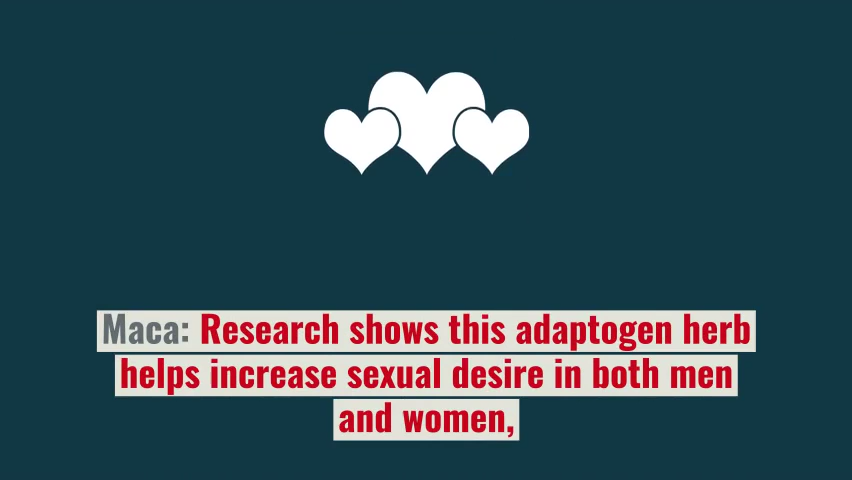 Maca: Research shows this adaptogen herb
helps increase sexual desire in both men
and women,